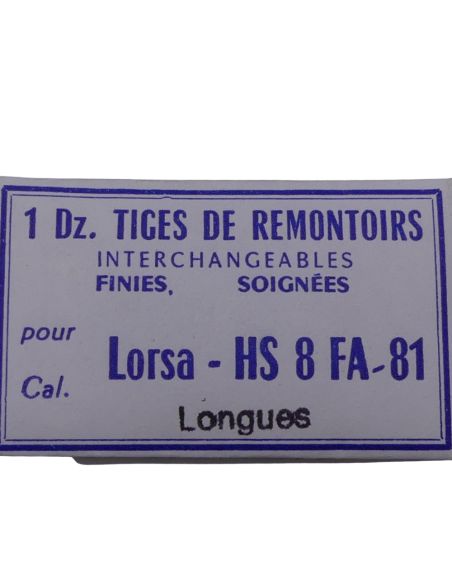 1 Dz. TIGES DE REMONTOIRS
INTERCHANGEABLES
FINIES, SOIGNÉES
pour
Cal. Lorsa - HS 8 FA-81
Longues